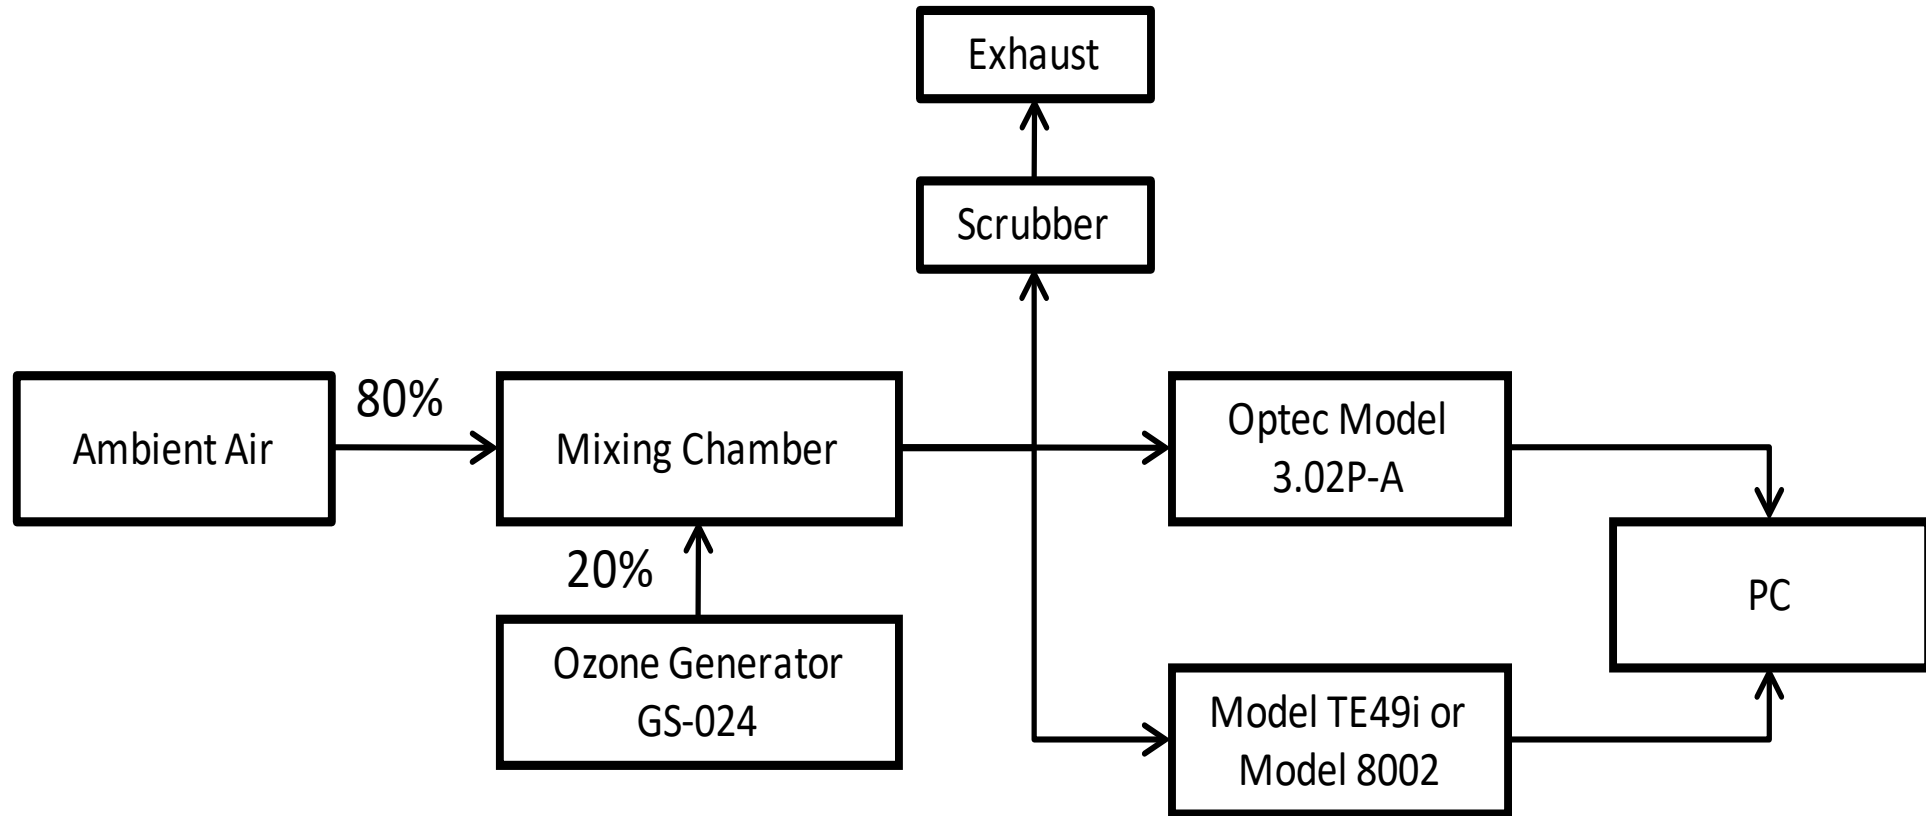 Exhaust
Scrubber
80%
Ambient Air
Mixing Chamber
Optec Model
3.02P-A
20%
Ozone Generator
GS-024
PC
Model TE49i or
Model 8002